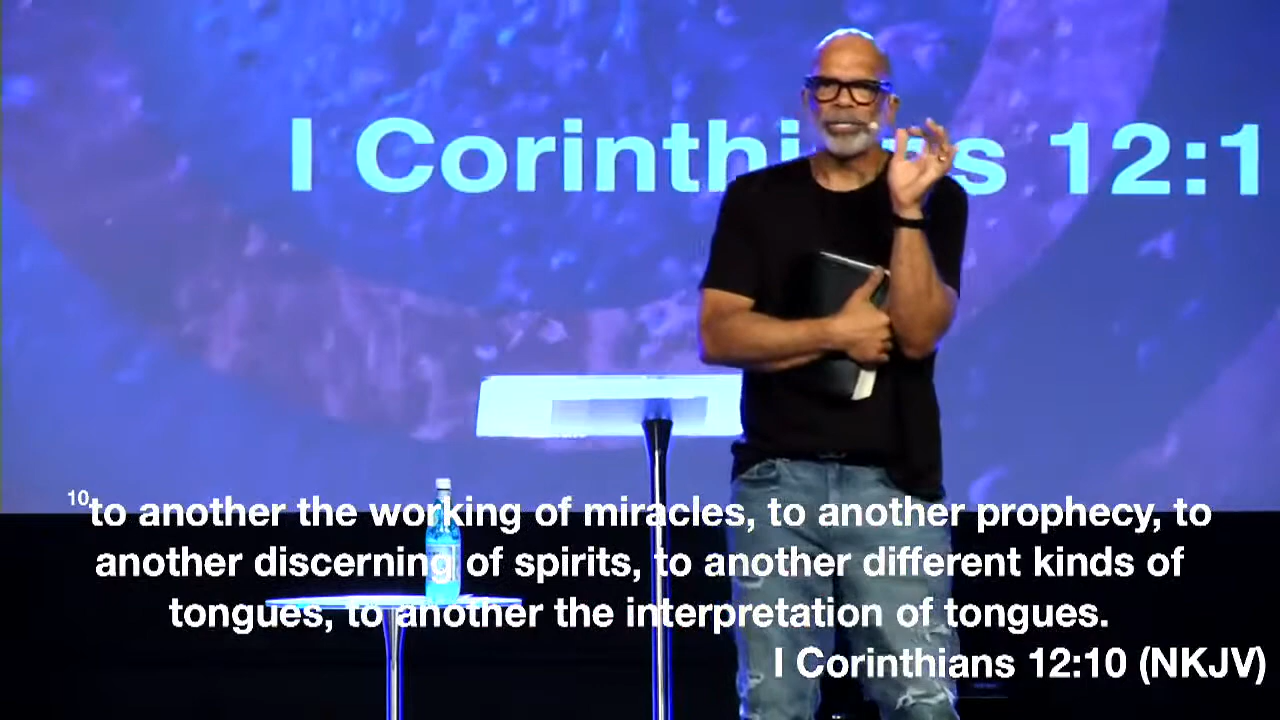 I Corinthians 12:1
10to another the working of miracles, to another prophecy, to
another discerning of spirits, to another different kinds of
tongues, to another the interpretation of tongues.
I Corinthians 12:10 (NKJV)